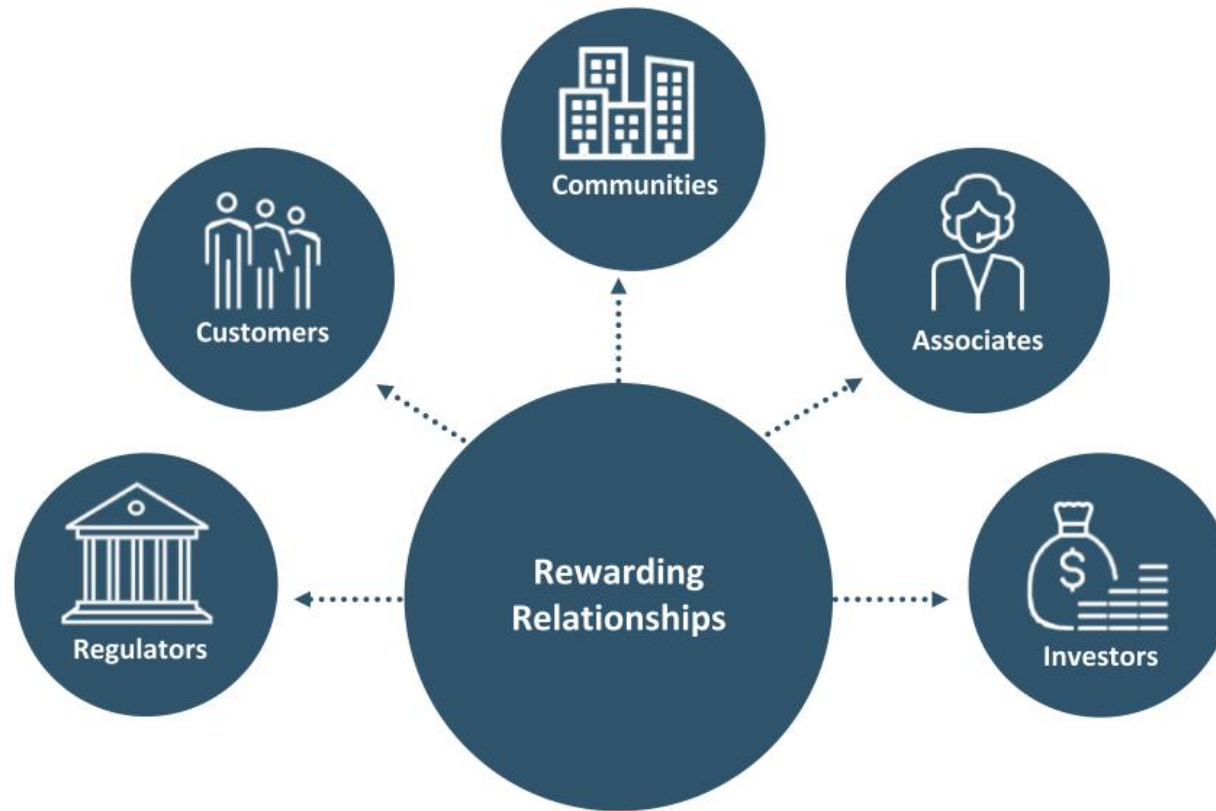 Communities
Customers
Associates
Rewarding
Relationships
Regulators
$
Investors